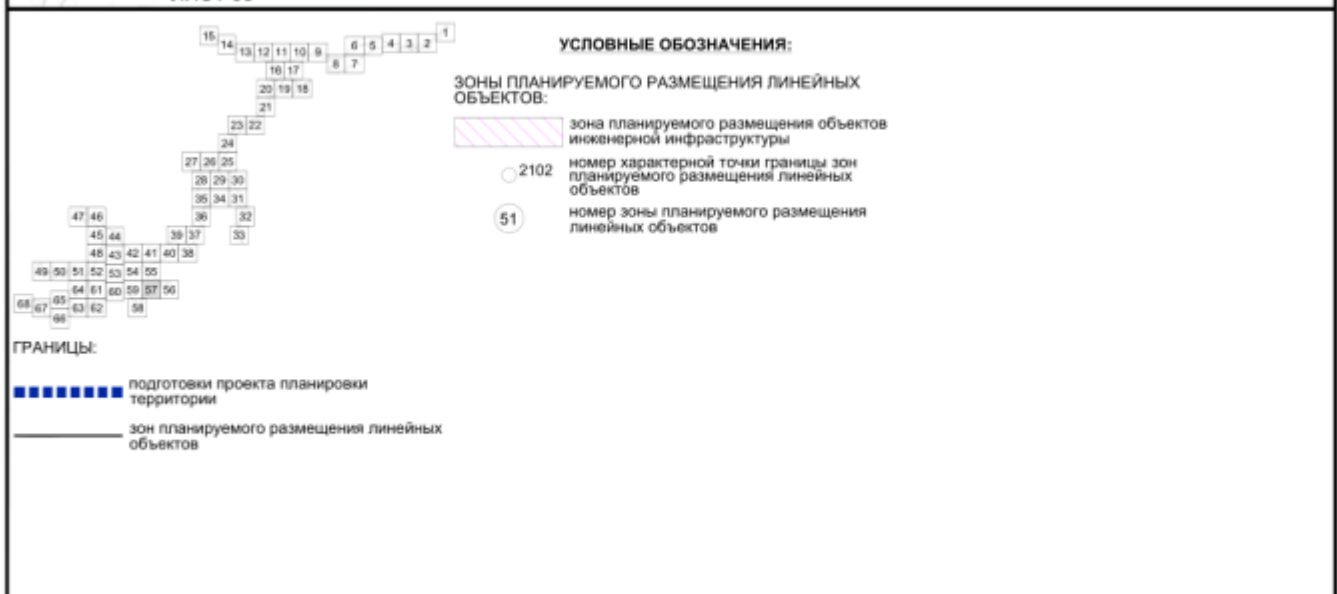 15 14 13 12 11 10 9 6 5 4 3 2 1
8 7
16 17
20 19 18
21
23 22
24
27 26 25
28 29 30
35 34 31
47 46 36 32
45 44 39 37 33
48 43 42 41 40 38
49 50 51 52 53 54 55
64 61 60 59 57 56
68 67 65 63 62 58
66
УСЛОВНЫЕ ОБОЗНАЧЕНИЯ:
ЗОНЫ ПЛАНИРУЕМОГО РАЗМЕЩЕНИЯ ЛИНЕЙНЫХ
ОБЪЕКТОВ:
зона планируемого размещения объектов
инженерной инфраструктуры
2102 номер характерной точки границы зон
планируемого размещения линейных
объектов
51 номер зоны планируемого размещения
линейных объектов
ГРАНИЦЫ:
подготовки проекта планировки
территории
зон планируемого размещения линейных
объектов